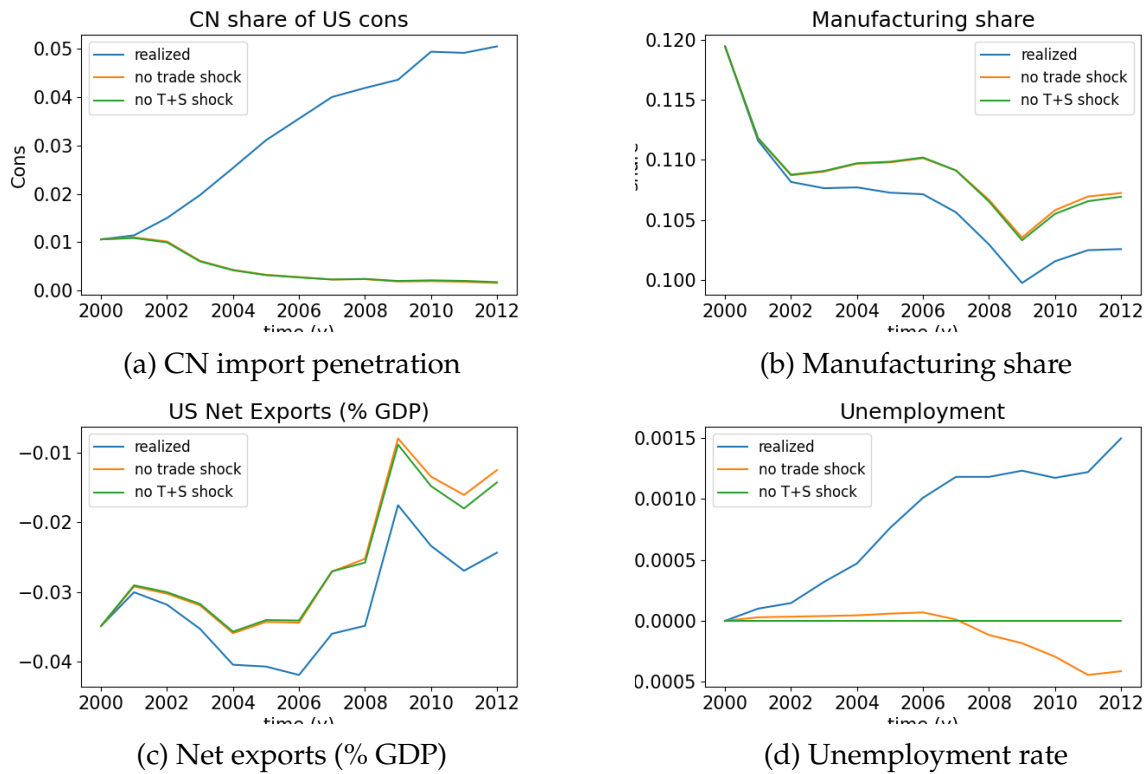 CN share of US cons
realized
no trade shock
no T+S shock
Cons
0.05
0.04
0.03
0.02
0.01
0.00
2000 2002 2004 2006 2008 2010 2012
time (y)
(a) CN import penetration
Manufacturing share
realized
no trade shock
no T+S shock
share
0.120
0.115
0.110
0.105
0.100
2000 2002 2004 2006 2008 2010 2012
time (y)
(b) Manufacturing share
US Net Exports (% GDP)
realized
no trade shock
no T+S shock
−0.01
−0.02
−0.03
−0.04
2000 2002 2004 2006 2008 2010 2012
time (y)
(c) Net exports (% GDP)
Unemployment
realized
no trade shock
no T+S shock
0.0015
0.0010
0.0005
0.0000
0.0005
2000 2002 2004 2006 2008 2010 2012
time (y)
(d) Unemployment rate